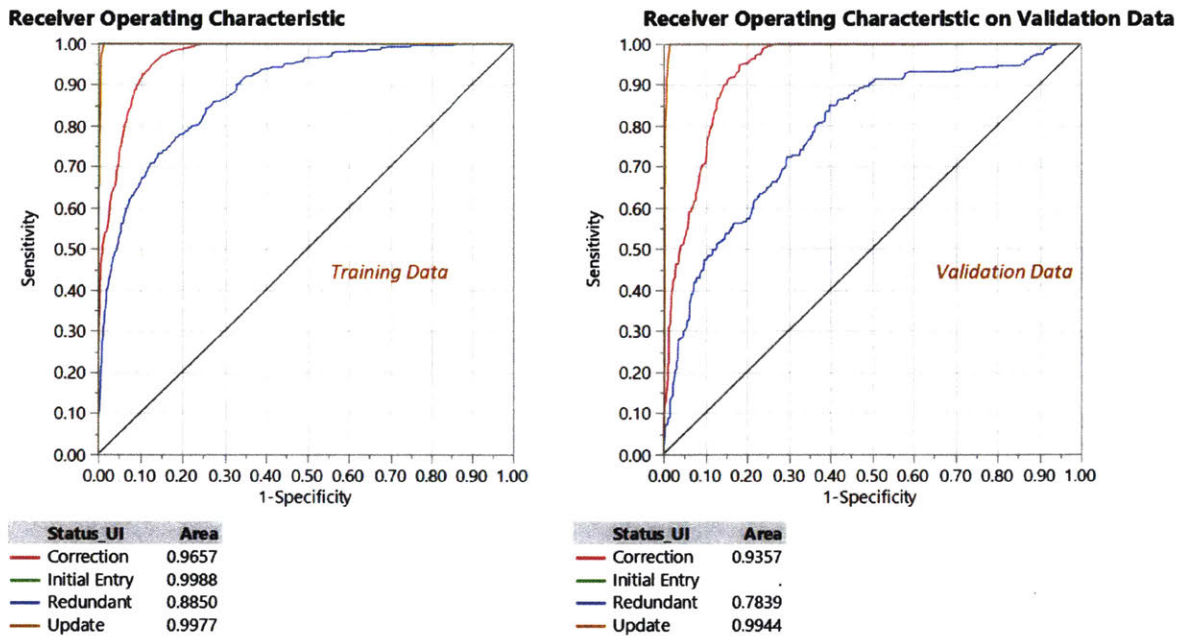 Receiver Operating Characteristic
1.00
0.90
0.80
0.70
0.60
0.50
0.40
0.30
0.20
0.10
0.00
Sensitivity
Training Data
0.00 0.10 0.20 0.30 0.40 0.50 0.60 0.70 0.80 0.90 1.00
1-Specificity
Status_UI Area
Correction 0.9657
Initial Entry 0.9988
Redundant 0.8850
Update 0.9977
Receiver Operating Characteristic on Validation Data
1.00
0.90
0.80
0.70
0.60
0.50
0.40
0.30
0.20
0.10
0.00
Sensitivity
Validation Data
0.00 0.10 0.20 0.30 0.40 0.50 0.60 0.70 0.80 0.90 1.00
1-Specificity
Status_UI Area
Correction 0.9357
Initial Entry .
Redundant 0.7839
Update 0.9944